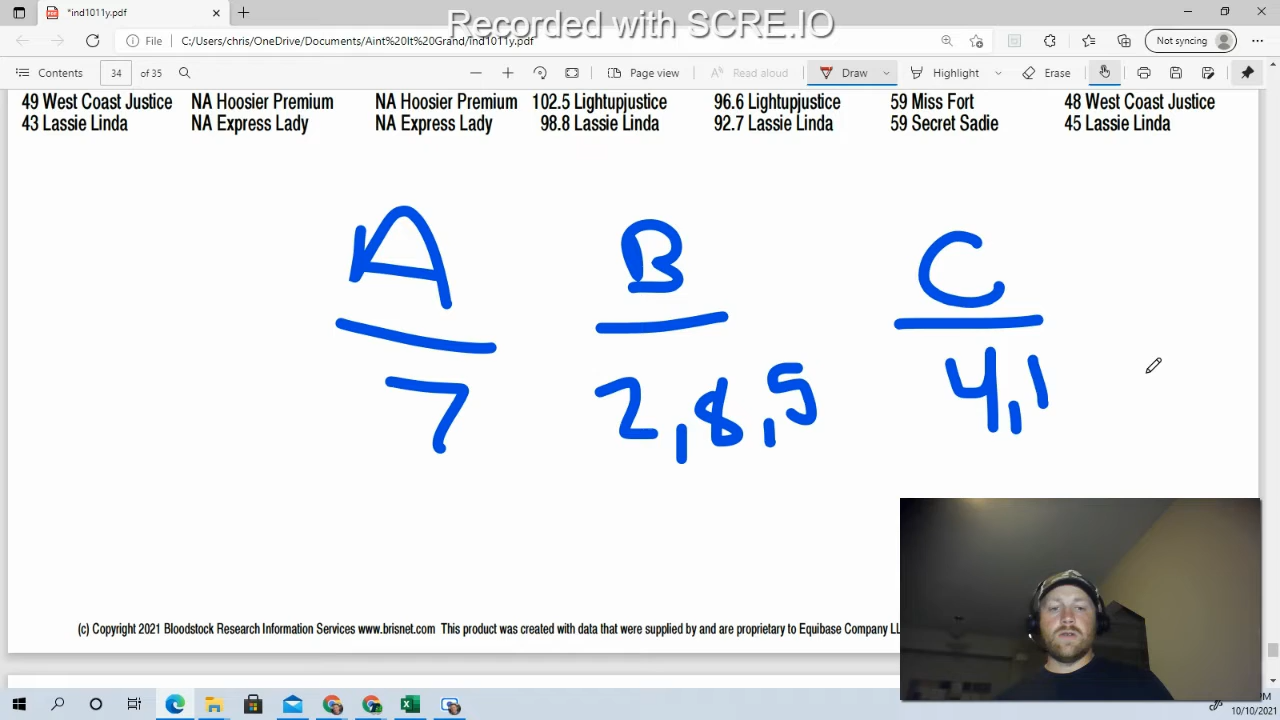 *ind1011y.pdf
Recorded with SCRE.IO
File C:/Users/chris/OneDrive/Documents/Aint%20It%20Grand/ind1011y.pdf Not syncing
Contents 34 of 35 Page view Read aloud Draw Highlight Erase
49 West Coast Justice NA Hoosier Premium NA Hoosier Premium 102.5 Lightupjustice 96.6 Lightupjustice 59 Miss Fort 48 West Coast Justice
43 Lassie Linda NA Express Lady NA Express Lady 98.8 Lassie Linda 92.7 Lassie Linda 59 Secret Sadie 45 Lassie Linda
A B C
7 2,8,5 4,1
(c) Copyright 2021 Bloodstock Research Information Services www.brisnet.com This product was created with data that were supplied by and are proprietary to Equibase Company LL
PM
10/10/2021